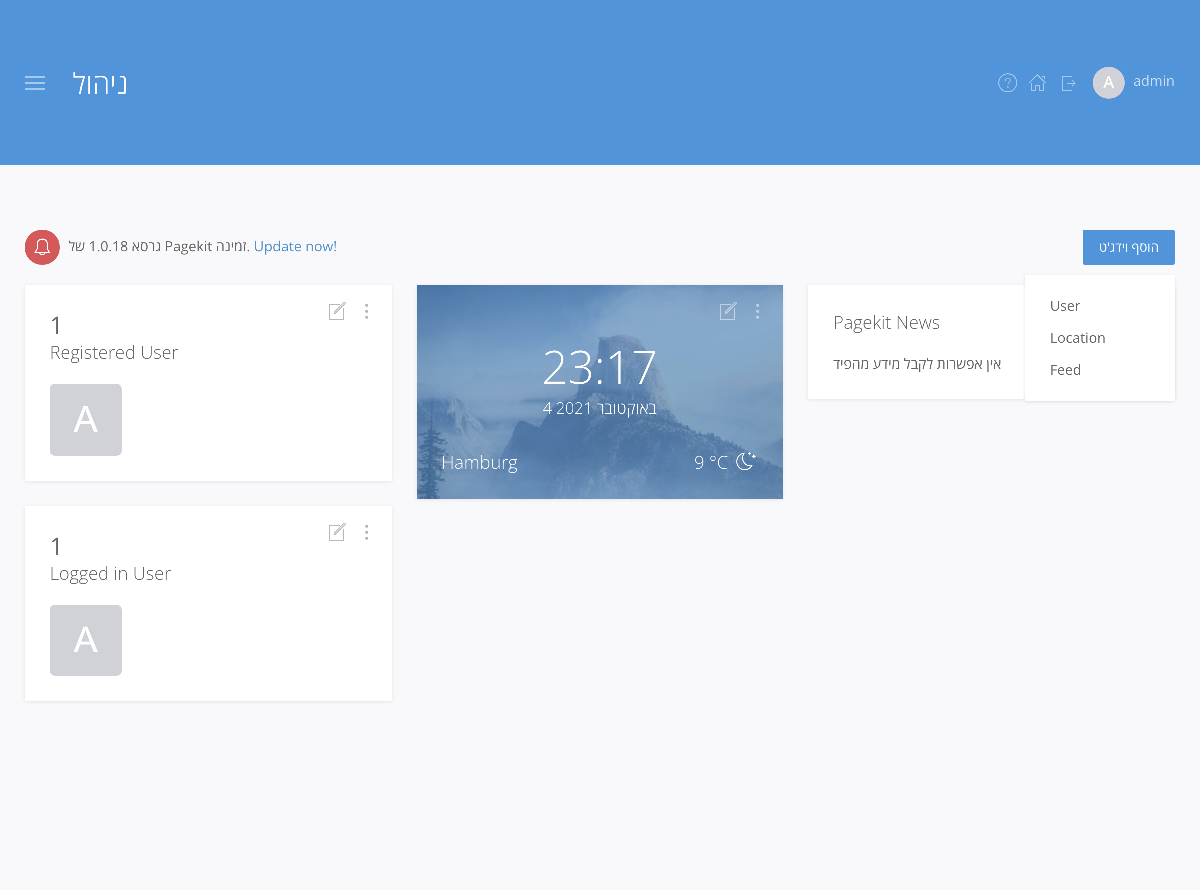 ניהול
?
A
admin
גרסא 1.0.18 של Pagekit זמינה. Update now!
הוסף וידג'ט
User
Location
Feed
1
Registered User
A
23:17
4 באוקטובר 2021
Hamburg
9 °C
Pagekit News
אין אפשרות לקבל מידע מהפיד
1
Logged in User
A